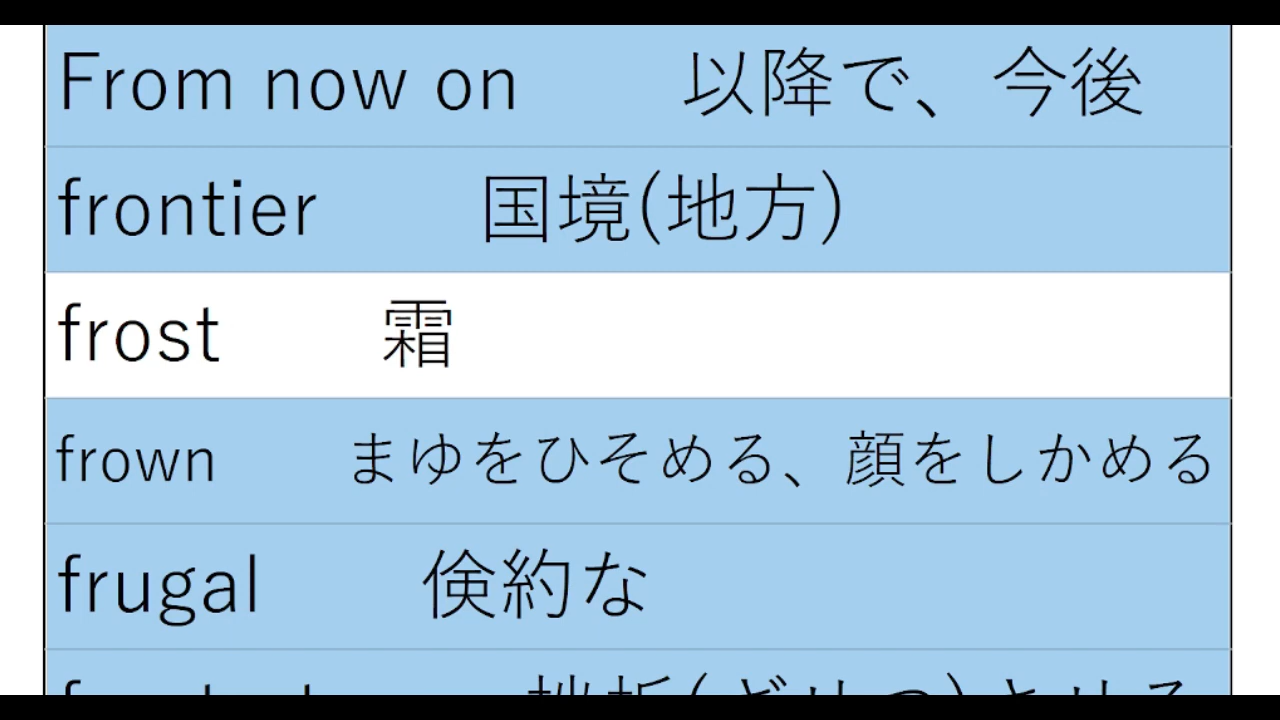 From now on 以降で、今後
frontier 国境(地方)
frost 霜
frown まゆをひそめる、顔をしかめる
frugal 倹約な